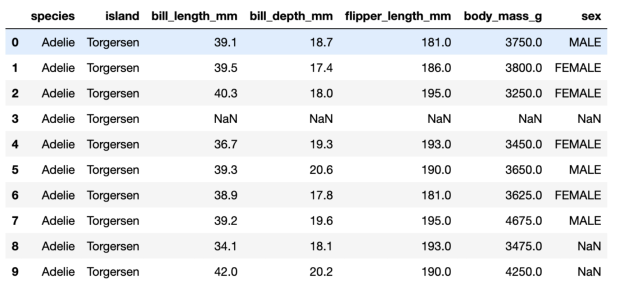 species island bill_length_mm bill_depth_mm flipper_length_mm body_mass_g sex
0 Adelie Torgersen 39.1 18.7 181.0 3750.0 MALE
1 Adelie Torgersen 39.5 17.4 186.0 3800.0 FEMALE
2 Adelie Torgersen 40.3 18.0 195.0 3250.0 FEMALE
3 Adelie Torgersen NaN NaN NaN NaN NaN
4 Adelie Torgersen 36.7 19.3 193.0 3450.0 FEMALE
5 Adelie Torgersen 39.3 20.6 190.0 3650.0 MALE
6 Adelie Torgersen 38.9 17.8 181.0 3625.0 FEMALE
7 Adelie Torgersen 39.2 19.6 195.0 4675.0 MALE
8 Adelie Torgersen 34.1 18.1 193.0 3475.0 NaN
9 Adelie Torgersen 42.0 20.2 190.0 4250.0 NaN